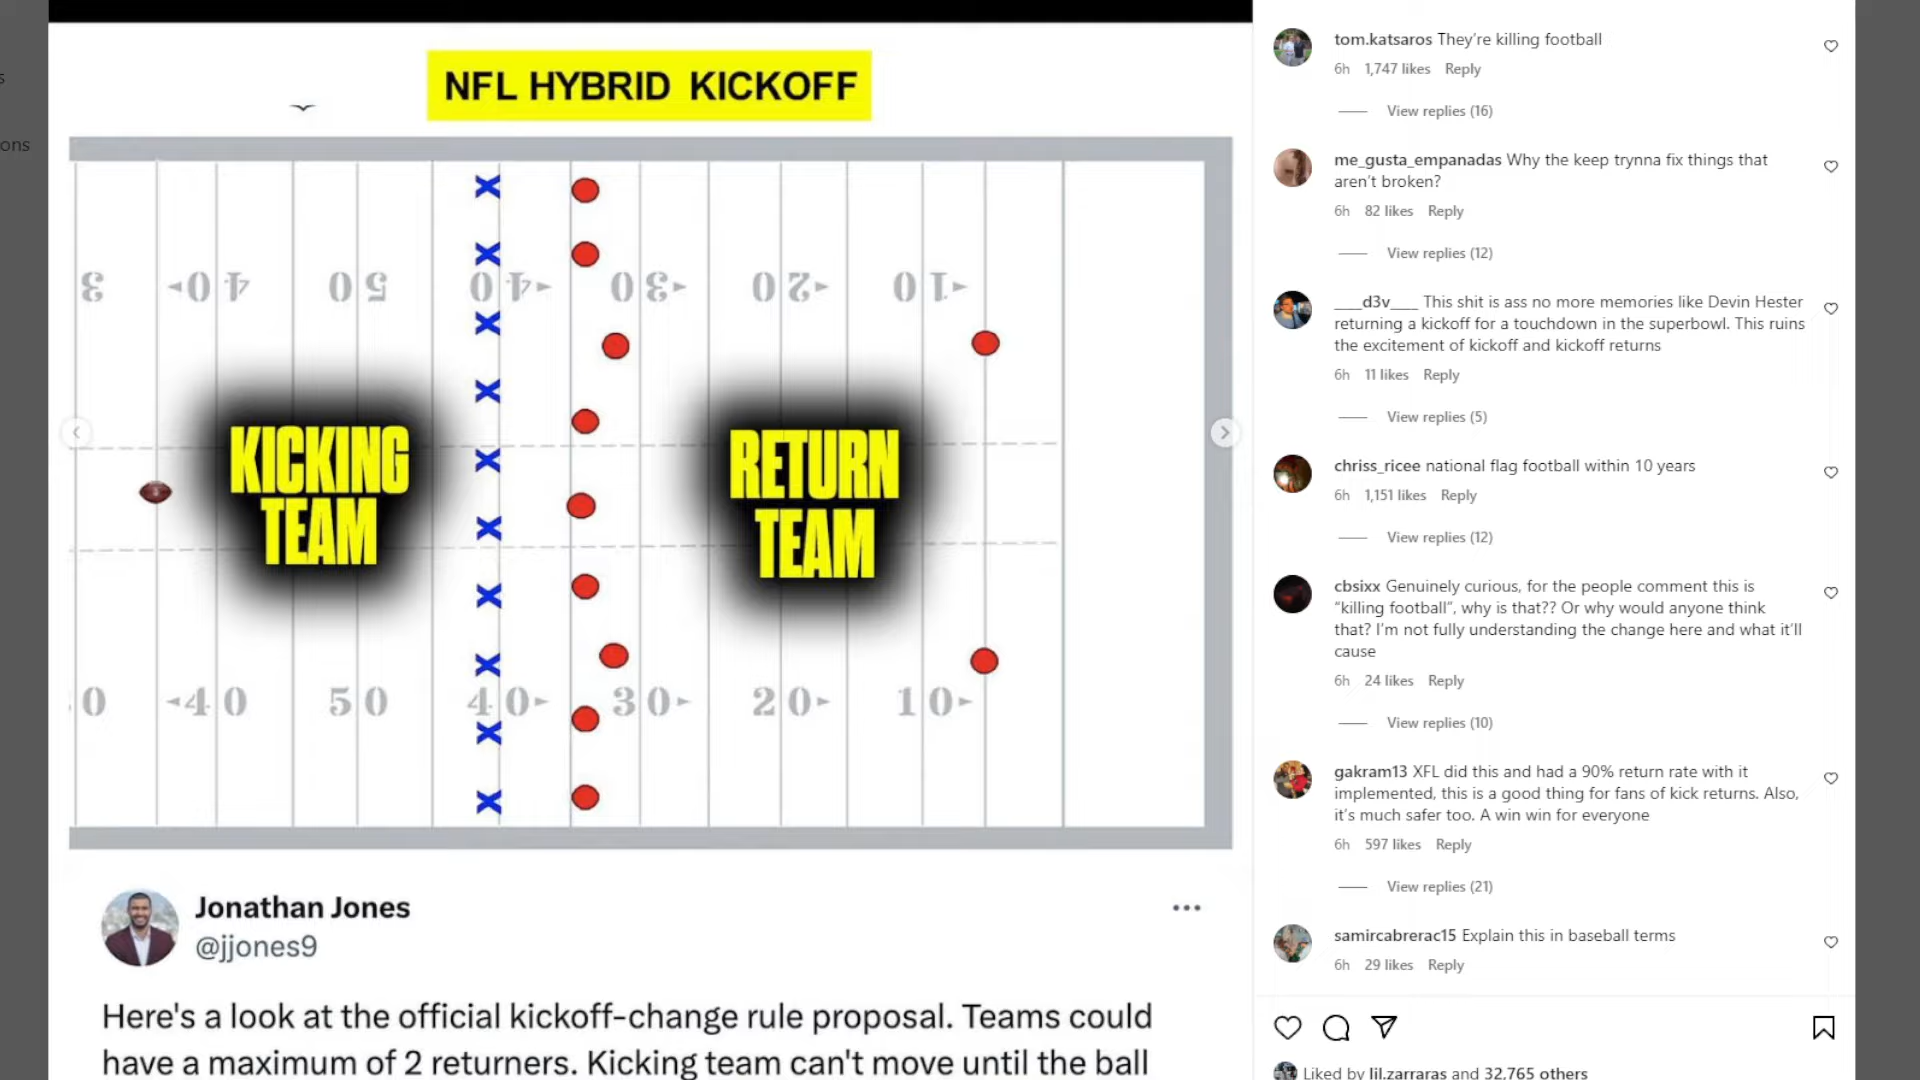 s
ons
NFL HYBRID KICKOFF
3 40 50 40 30 20 10
KICKING
TEAM
RETURN
TEAM
0 40 50 40 30 20 10
Jonathan Jones
@jjones9
Here's a look at the official kickoff-change rule proposal. Teams could
have a maximum of 2 returners. Kicking team can't move until the ball
tom.katsaros They're killing football
6h 1,747 likes Reply
View replies (16)
me_gusta_empanadas Why the keep trynna fix things that
aren't broken?
6h 82 likes Reply
View replies (12)
___d3v___ This shit is ass no more memories like Devin Hester
returning a kickoff for a touchdown in the superbowl. This ruins
the excitement of kickoff and kickoff returns
6h 11 likes Reply
View replies (5)
chriss_ricee national flag football within 10 years
6h 1,151 likes Reply
View replies (12)
cbsixx Genuinely curious, for the people comment this is
“killing football”, why is that?? Or why would anyone think
that? I'm not fully understanding the change here and what it'll
cause
6h 24 likes Reply
View replies (10)
gakram13 XFL did this and had a 90% return rate with it
implemented, this is a good thing for fans of kick returns. Also,
it's much safer too. A win win for everyone
6h 597 likes Reply
View replies (21)
samircabrerac15 Explain this in baseball terms
6h 29 likes Reply
Liked by lil.zarraras and 32,765 others